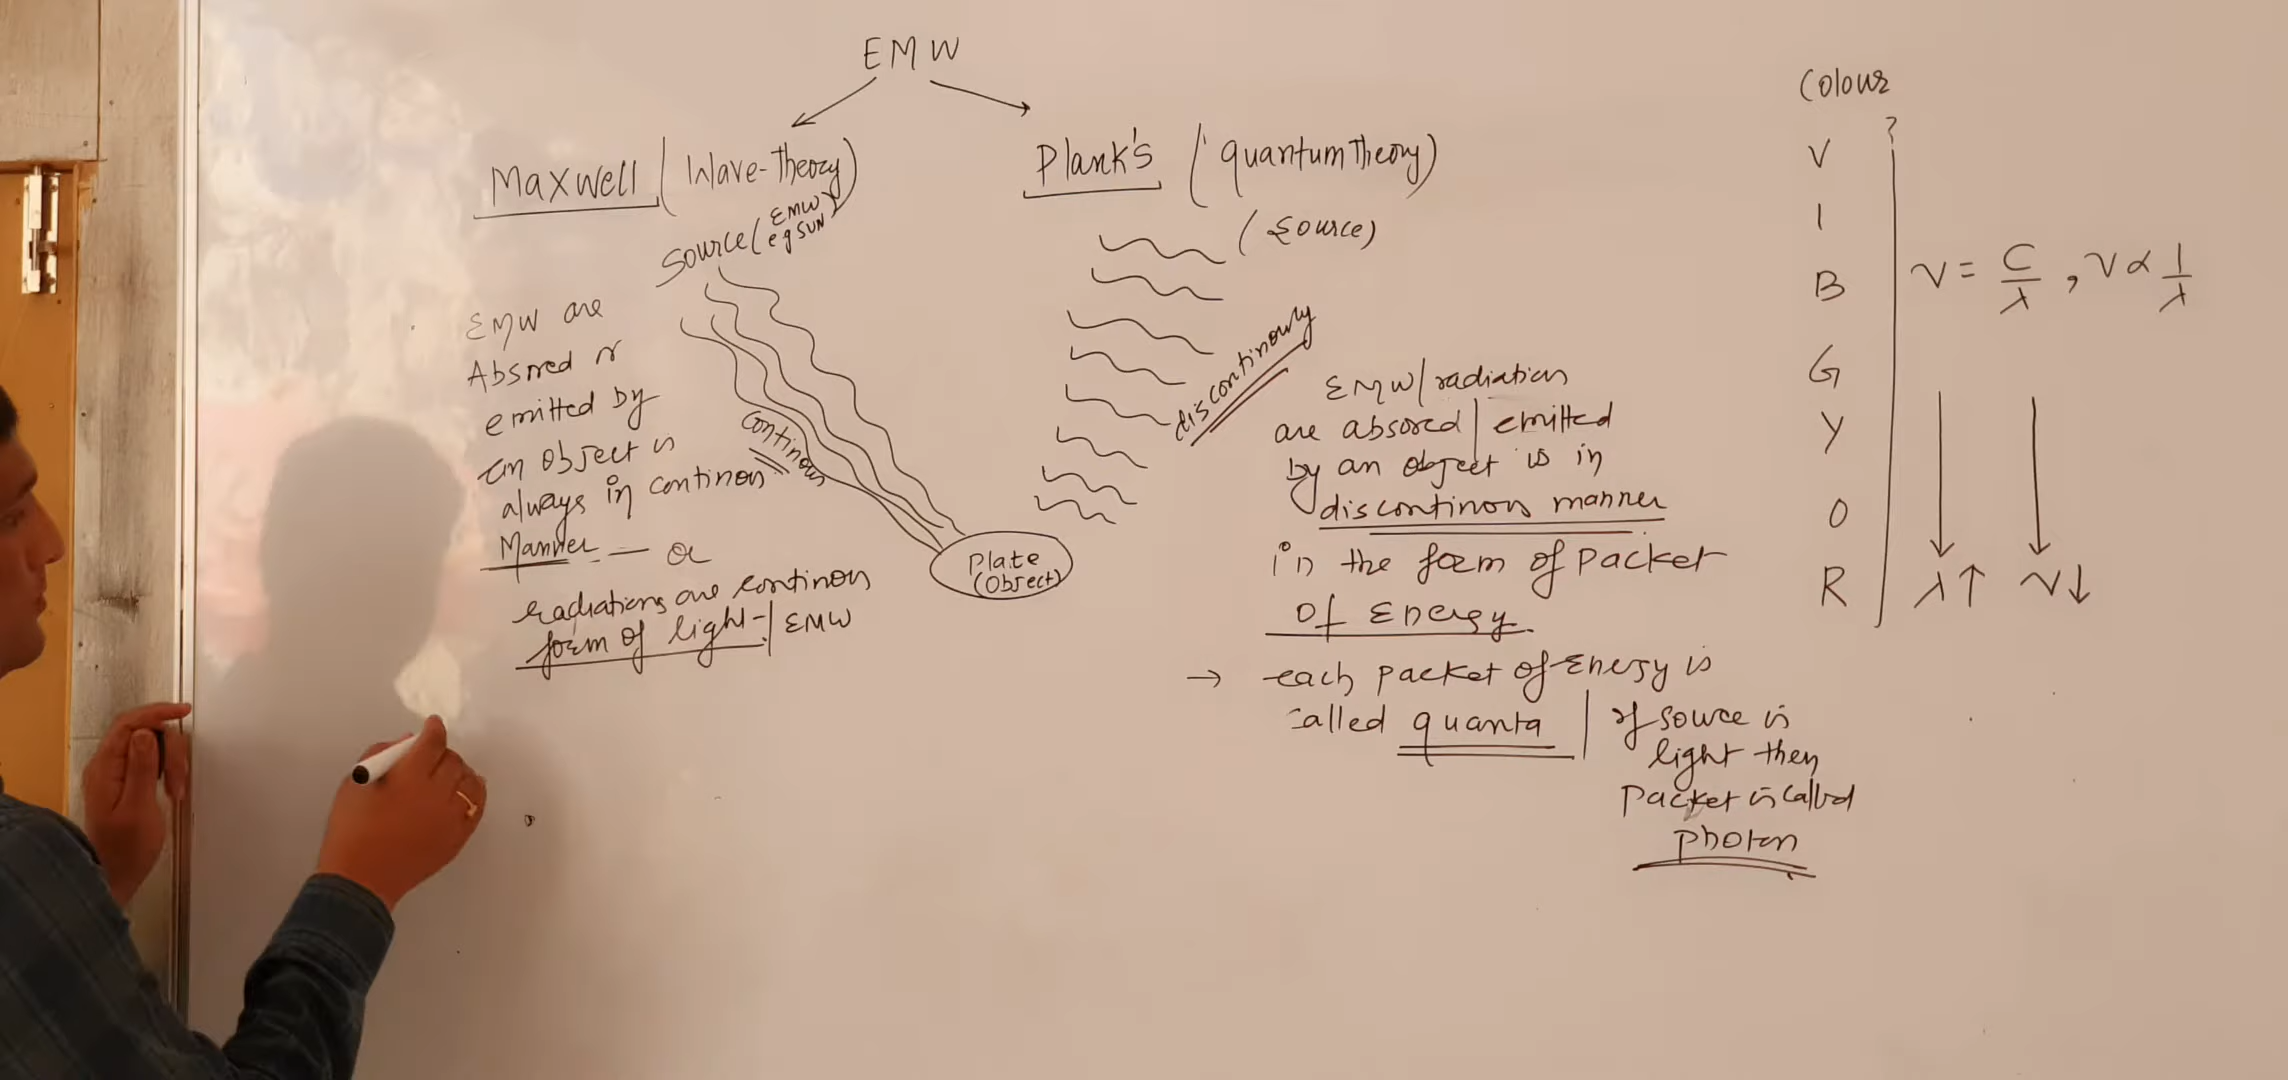 EMW
Maxwell (Wave-Theory)
Source (EMW
eg SUN)
EMW are
Absored or
emitted by
an object is
always in continous
Manner — or
radiations are continous
form of light | EMW
continous
Plate
(Object)
Plank's (quantum Theory)
(Source)
discontinously
EMW/radiation
are absored | emitted
by an object is in
discontinous manner
in the form of packet
of Energy.
→ each packet of Energy is
called quanta | if source is
light then
packet is called
photon
Colour
V
I
B
G
Y
O
R
ν = C/λ , ν ∝ 1/λ
λ↑ ν↓